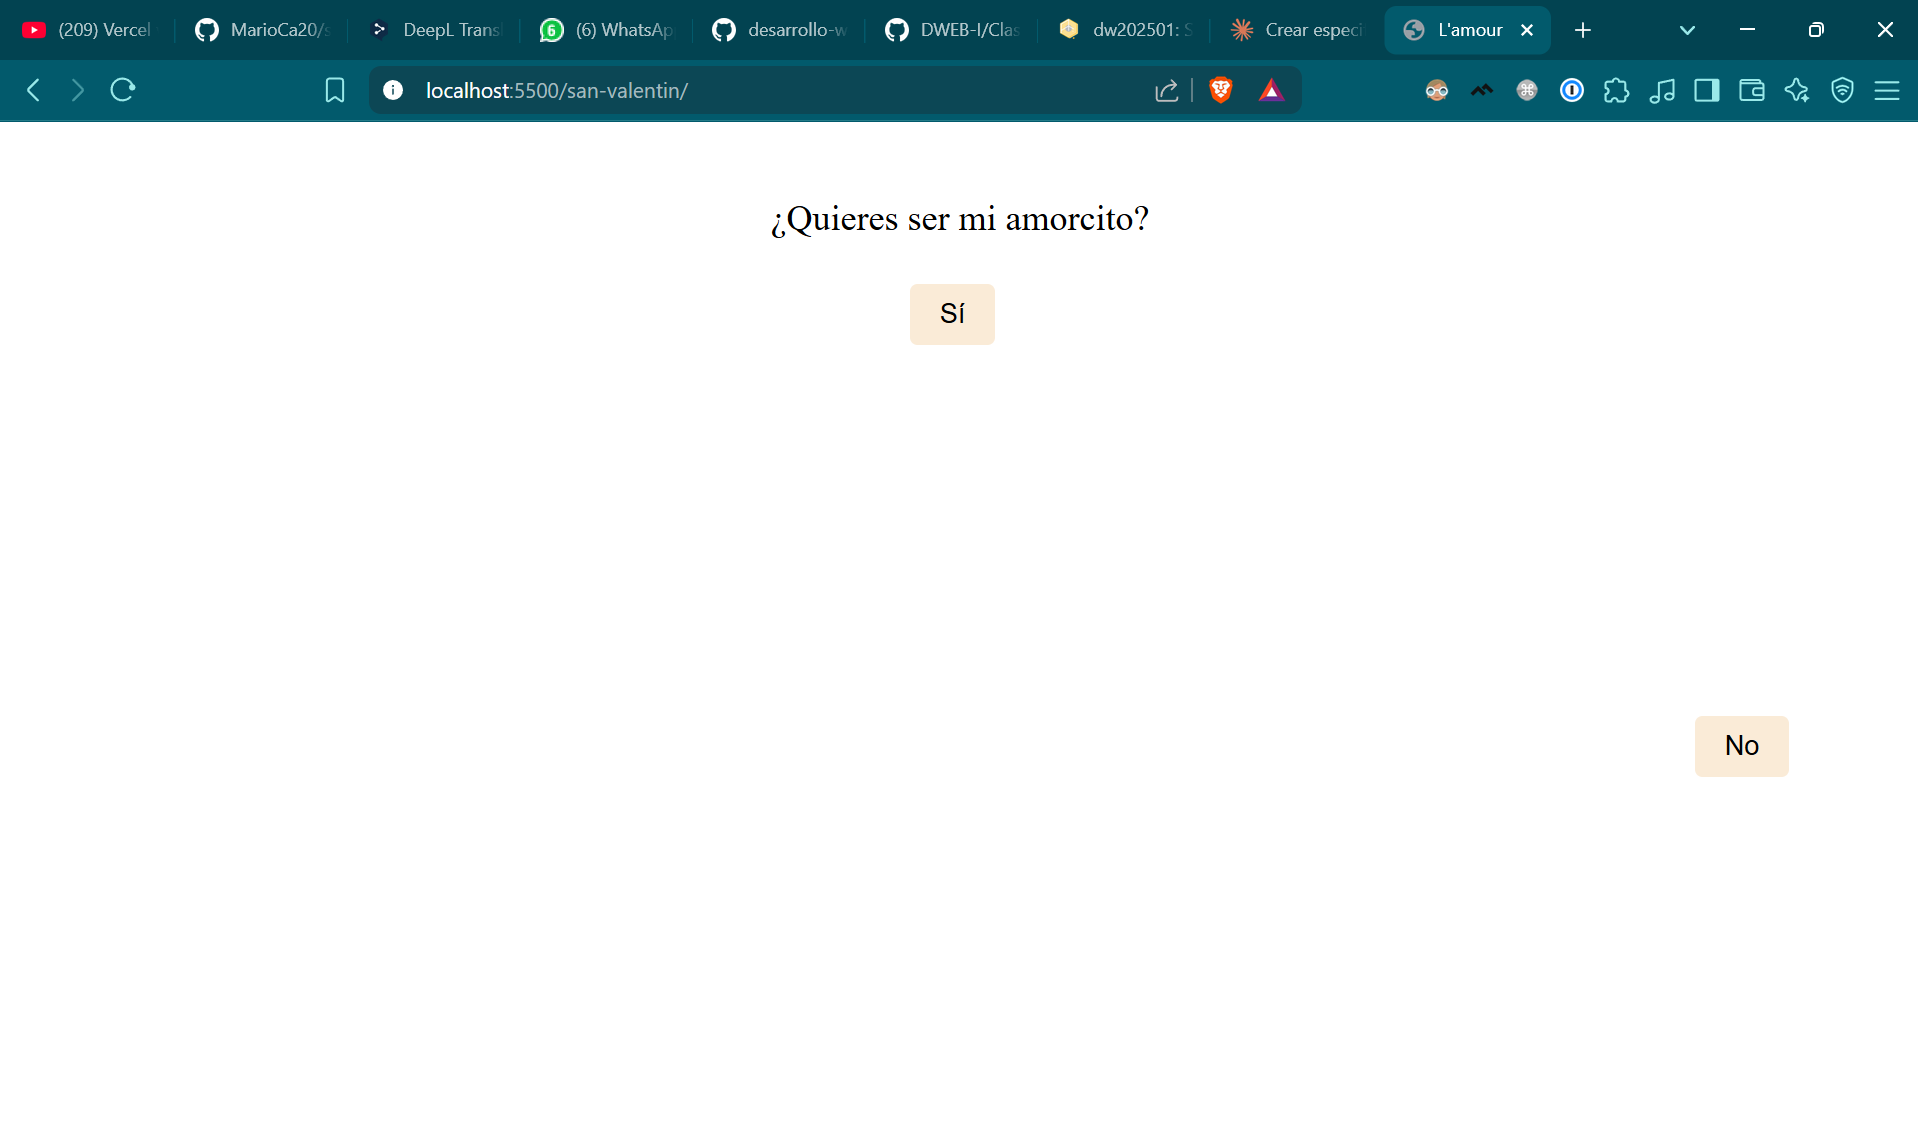 (209) Vercel
MarioCa20/s
DeepL Trans
(6) WhatsAp
desarrollo-w
DWEB-I/Clas
dw202501: S
Crear especi
L'amour
localhost:5500/san-valentin/
¿Quieres ser mi amorcito?
Sí
No